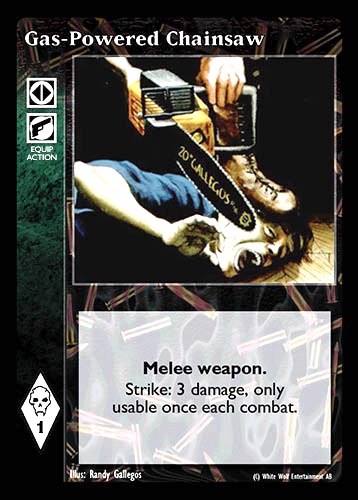 Gas-Powered Chainsaw
EQUIP
ACTION
20" GALLEGOS
Melee weapon.
Strike: 3 damage, only
usable once each combat.
1
Illus: Randy Gallegos
(C) White Wolf Entertainment AB